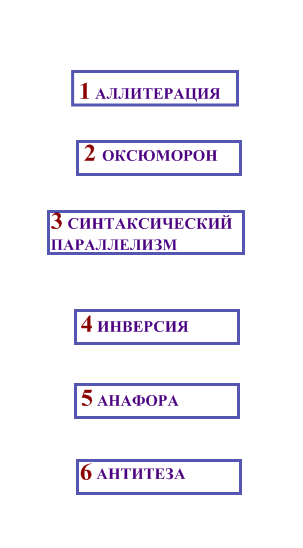 1 АЛЛИТЕРАЦИЯ
2 ОКСЮМОРОН
3 СИНТАКСИЧЕСКИЙ
ПАРАЛЛЕЛИЗМ
4 ИНВЕРСИЯ
5 АНАФОРА
6 АНТИТЕЗА